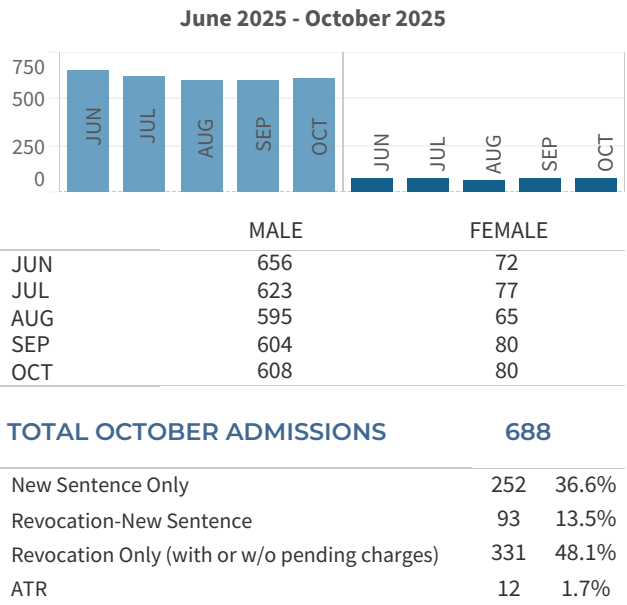 June 2025 - October 2025
750
500
250
0
JUN JUL AUG SEP OCT JUN JUL AUG SEP OCT
MALE FEMALE
JUN 656 72
JUL 623 77
AUG 595 65
SEP 604 80
OCT 608 80
TOTAL OCTOBER ADMISSIONS 688
New Sentence Only 252 36.6%
Revocation-New Sentence 93 13.5%
Revocation Only (with or w/o pending charges) 331 48.1%
ATR 12 1.7%